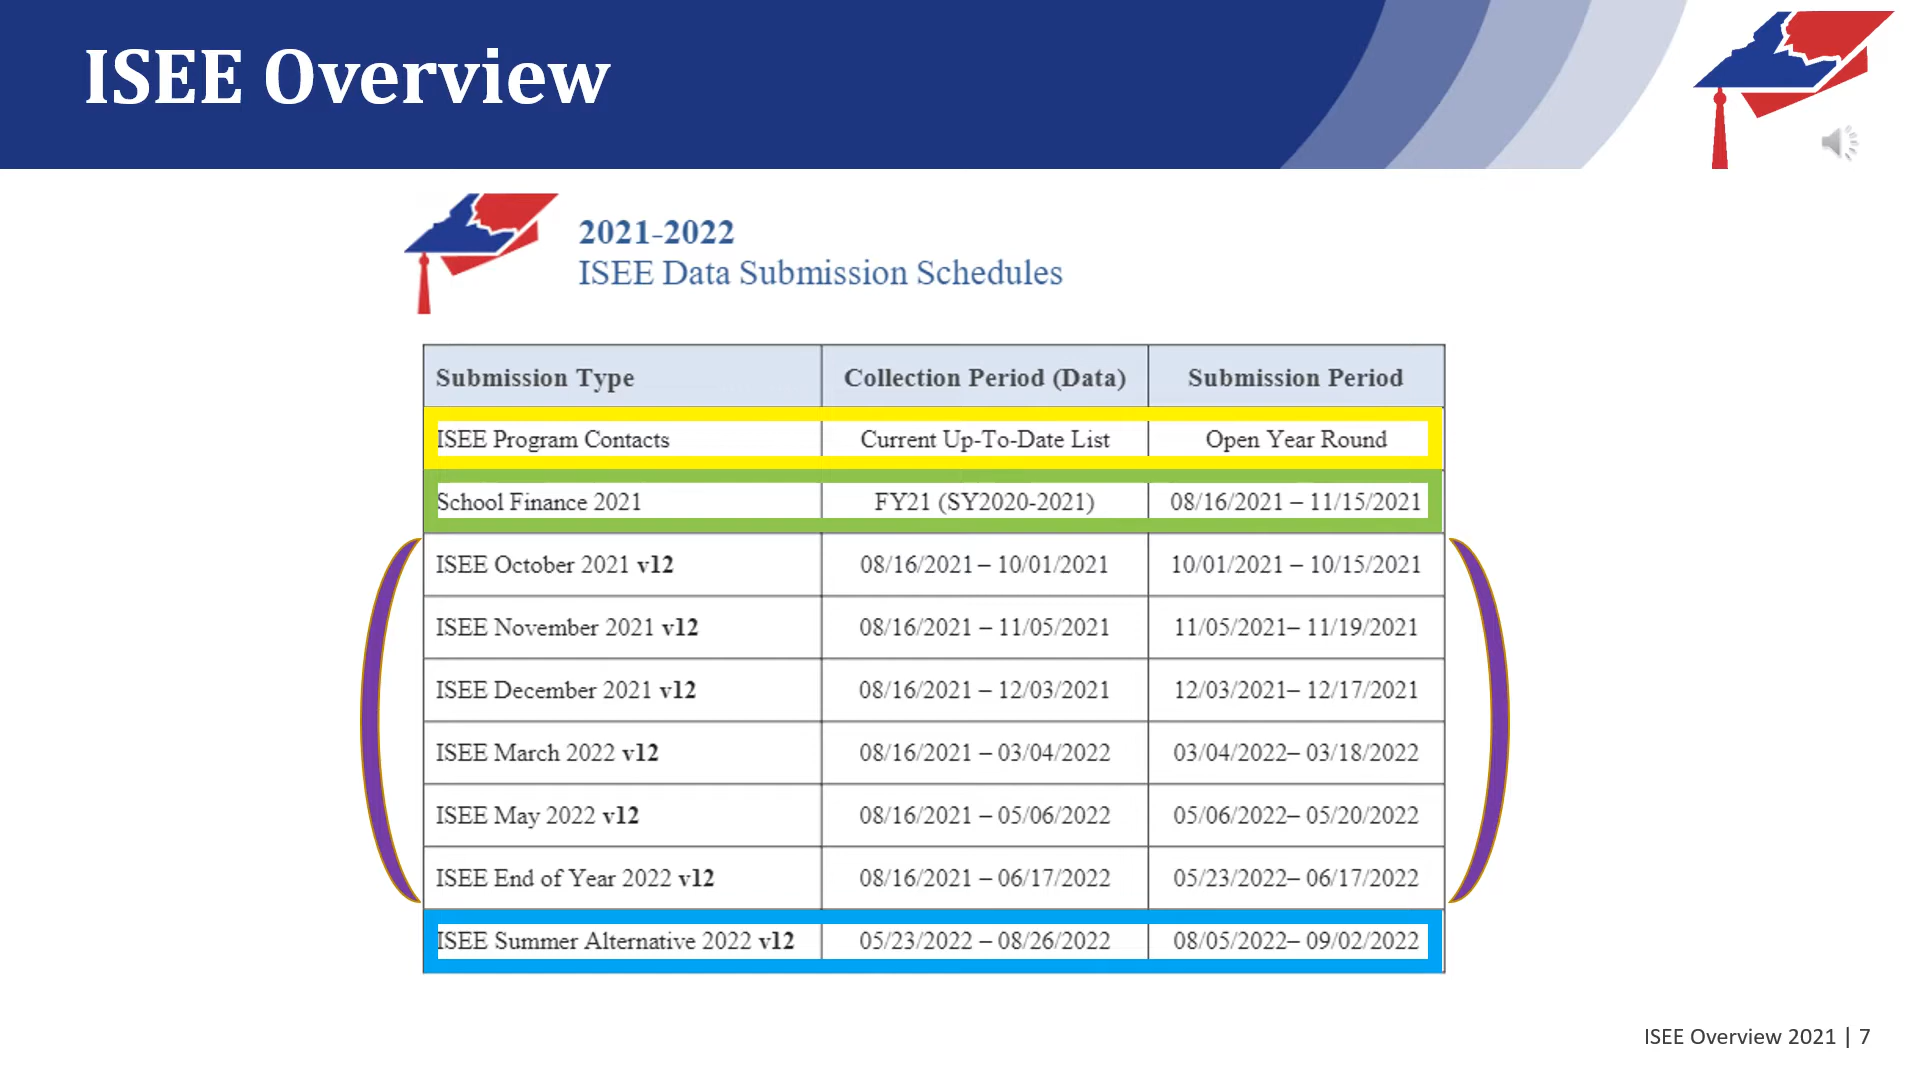 ISEE Overview
2021-2022
ISEE Data Submission Schedules
Submission Type Collection Period (Data) Submission Period
ISEE Program Contacts Current Up-To-Date List Open Year Round
School Finance 2021 FY21 (SY2020-2021) 08/16/2021 – 11/15/2021
ISEE October 2021 v12 08/16/2021 – 10/01/2021 10/01/2021 – 10/15/2021
ISEE November 2021 v12 08/16/2021 – 11/05/2021 11/05/2021– 11/19/2021
ISEE December 2021 v12 08/16/2021 – 12/03/2021 12/03/2021– 12/17/2021
ISEE March 2022 v12 08/16/2021 – 03/04/2022 03/04/2022– 03/18/2022
ISEE May 2022 v12 08/16/2021 – 05/06/2022 05/06/2022– 05/20/2022
ISEE End of Year 2022 v12 08/16/2021 – 06/17/2022 05/23/2022– 06/17/2022
ISEE Summer Alternative 2022 v12 05/23/2022 – 08/26/2022 08/05/2022– 09/02/2022
ISEE Overview 2021 | 7